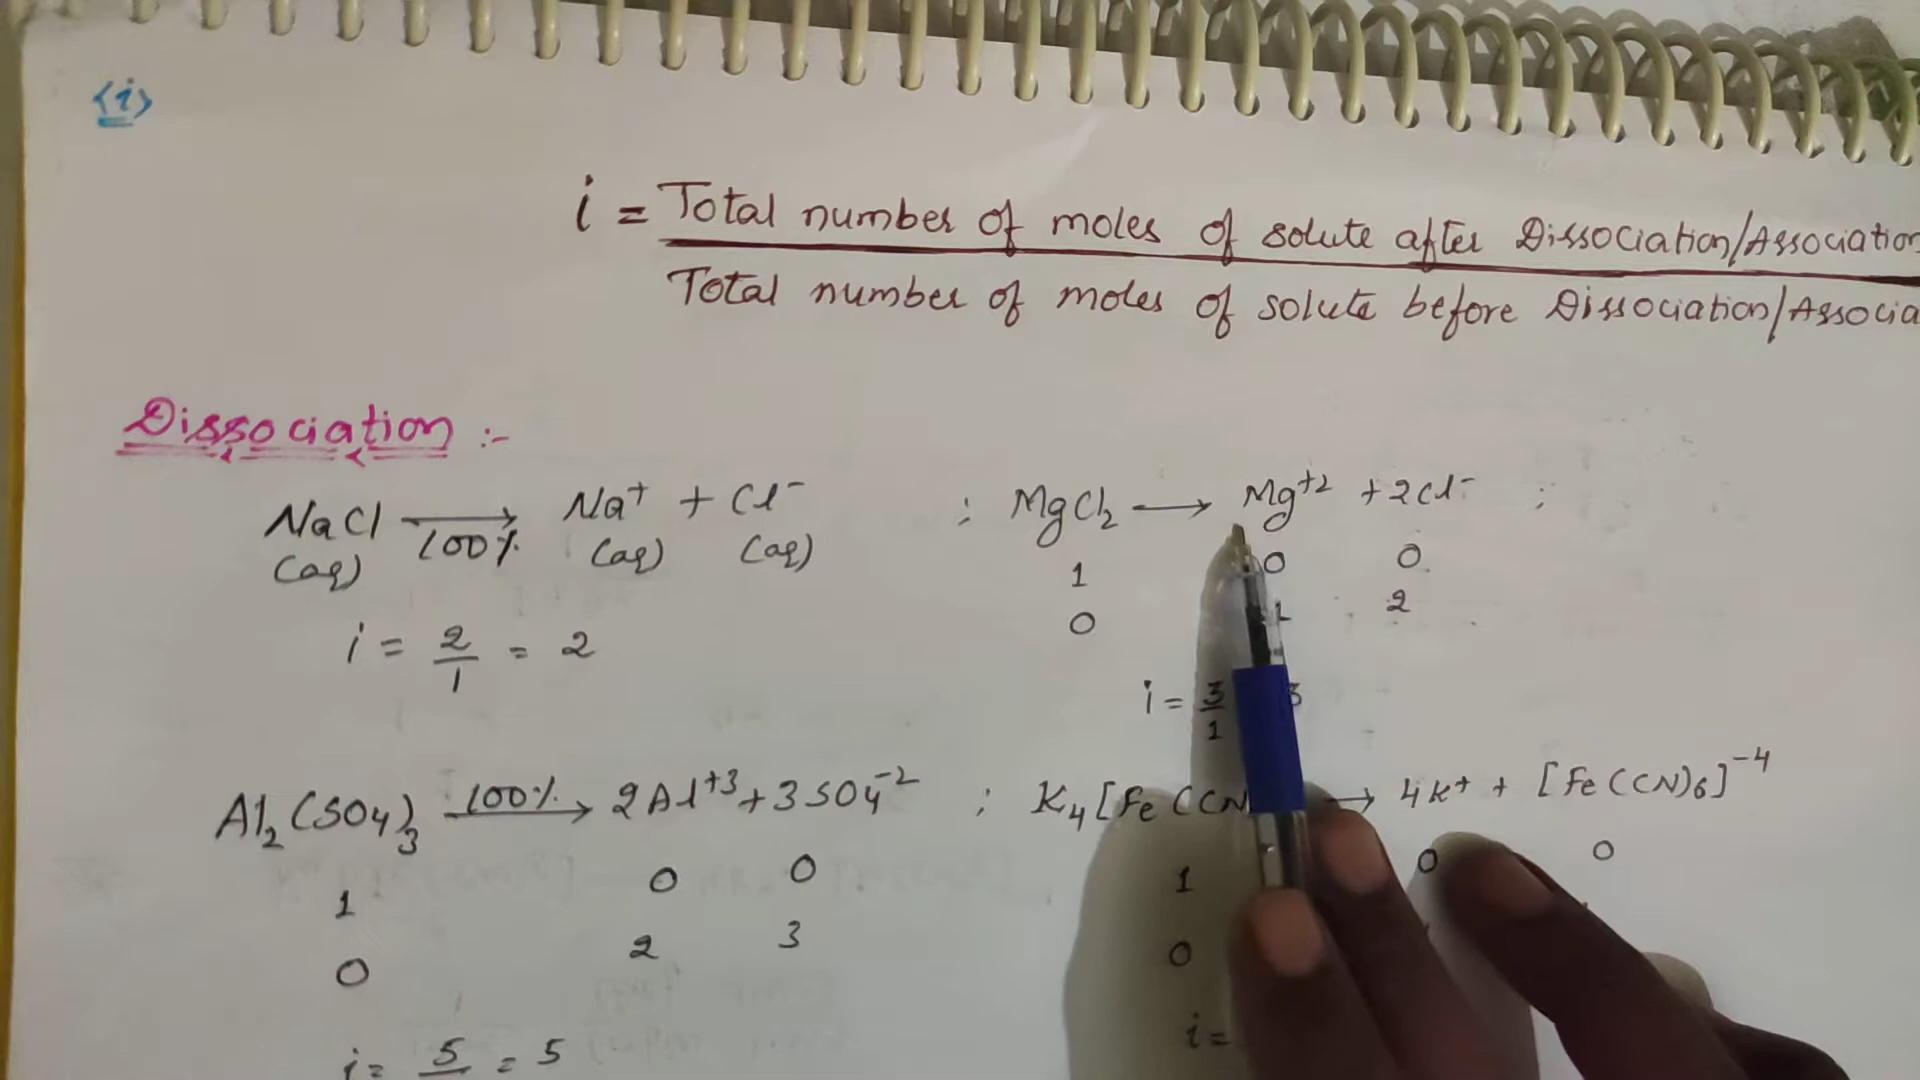 <i>
i = Total number of moles of solute after Dissociation/Association
Total number of moles of solute before Dissociation/Associa
Dissociation :-
NaCl → Na⁺ + Cl⁻ ; MgCl₂ → Mg⁺² + 2Cl⁻ ;
100%
(aq) (aq) (aq)
1 0 0
0 1 2
i = 2/1 = 2
i = 3/1 3
Al₂(SO₄)₃ 100%→ 2Al⁺³ + 3SO₄⁻² ; K₄[Fe(CN → 4K⁺ + [Fe(CN)₆]⁻⁴
1 0 0 1 0 0
0 2 3 0
i = 5 = 5 i =